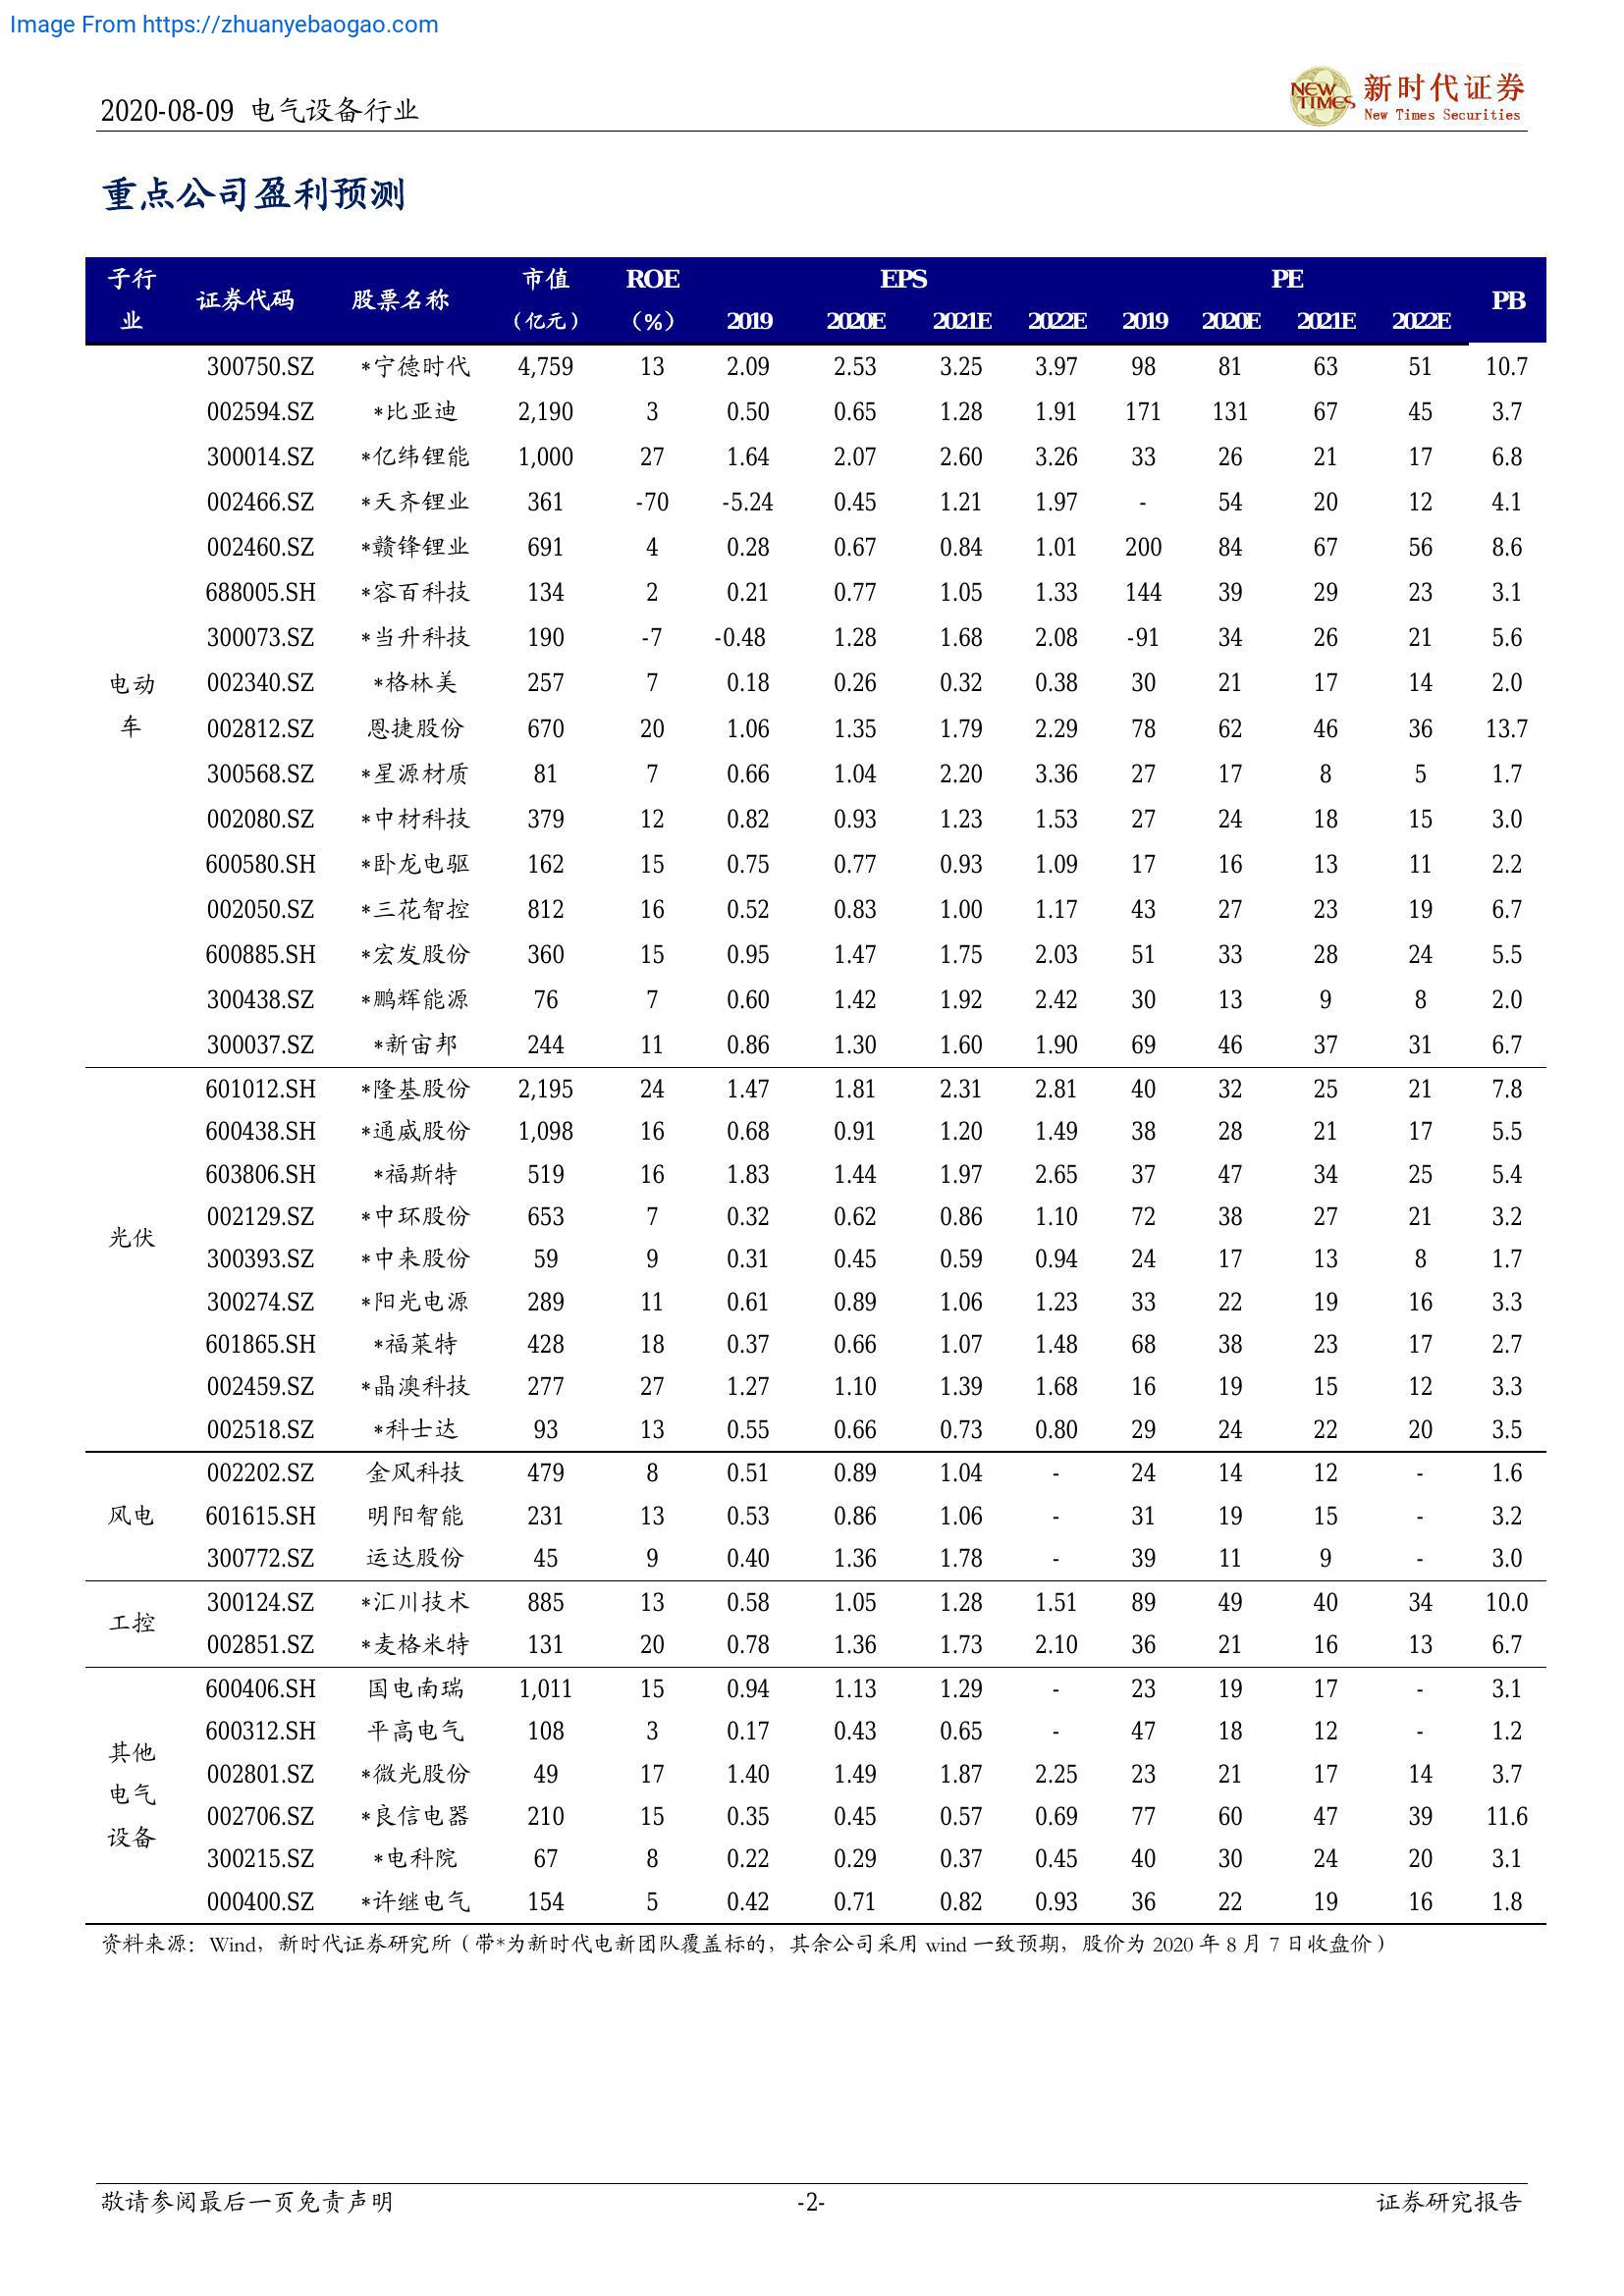 Image From https://zhuanyebaogao.com
2020-08-09 电气设备行业
NEW TIMES 新时代证券
New Times Securities
重点公司盈利预测
子行业 证券代码 股票名称 市值（亿元） ROE（%） EPS PE PB
2019 2020E 2021E 2022E 2019 2020E 2021E 2022E
电动车
300750.SZ *宁德时代 4,759 13 2.09 2.53 3.25 3.97 98 81 63 51 10.7
002594.SZ *比亚迪 2,190 3 0.50 0.65 1.28 1.91 171 131 67 45 3.7
300014.SZ *亿纬锂能 1,000 27 1.64 2.07 2.60 3.26 33 26 21 17 6.8
002466.SZ *天齐锂业 361 -70 -5.24 0.45 1.21 1.97 - 54 20 12 4.1
002460.SZ *赣锋锂业 691 4 0.28 0.67 0.84 1.01 200 84 67 56 8.6
688005.SH *容百科技 134 2 0.21 0.77 1.05 1.33 144 39 29 23 3.1
300073.SZ *当升科技 190 -7 -0.48 1.28 1.68 2.08 -91 34 26 21 5.6
002340.SZ *格林美 257 7 0.18 0.26 0.32 0.38 30 21 17 14 2.0
002812.SZ 恩捷股份 670 20 1.06 1.35 1.79 2.29 78 62 46 36 13.7
300568.SZ *星源材质 81 7 0.66 1.04 2.20 3.36 27 17 8 5 1.7
002080.SZ *中材科技 379 12 0.82 0.93 1.23 1.53 27 24 18 15 3.0
600580.SH *卧龙电驱 162 15 0.75 0.77 0.93 1.09 17 16 13 11 2.2
002050.SZ *三花智控 812 16 0.52 0.83 1.00 1.17 43 27 23 19 6.7
600885.SH *宏发股份 360 15 0.95 1.47 1.75 2.03 51 33 28 24 5.5
300438.SZ *鹏辉能源 76 7 0.60 1.42 1.92 2.42 30 13 9 8 2.0
300037.SZ *新宙邦 244 11 0.86 1.30 1.60 1.90 69 46 37 31 6.7
光伏
601012.SH *隆基股份 2,195 24 1.47 1.81 2.31 2.81 40 32 25 21 7.8
600438.SH *通威股份 1,098 16 0.68 0.91 1.20 1.49 38 28 21 17 5.5
603806.SH *福斯特 519 16 1.83 1.44 1.97 2.65 37 47 34 25 5.4
002129.SZ *中环股份 653 7 0.32 0.62 0.86 1.10 72 38 27 21 3.2
300393.SZ *中来股份 59 9 0.31 0.45 0.59 0.94 24 17 13 8 1.7
300274.SZ *阳光电源 289 11 0.61 0.89 1.06 1.23 33 22 19 16 3.3
601865.SH *福莱特 428 18 0.37 0.66 1.07 1.48 68 38 23 17 2.7
002459.SZ *晶澳科技 277 27 1.27 1.10 1.39 1.68 16 19 15 12 3.3
002518.SZ *科士达 93 13 0.55 0.66 0.73 0.80 29 24 22 20 3.5
风电
002202.SZ 金风科技 479 8 0.51 0.89 1.04 - 24 14 12 - 1.6
601615.SH 明阳智能 231 13 0.53 0.86 1.06 - 31 19 15 - 3.2
300772.SZ 运达股份 45 9 0.40 1.36 1.78 - 39 11 9 - 3.0
工控
300124.SZ *汇川技术 885 13 0.58 1.05 1.28 1.51 89 49 40 34 10.0
002851.SZ *麦格米特 131 20 0.78 1.36 1.73 2.10 36 21 16 13 6.7
其他电气设备
600406.SH 国电南瑞 1,011 15 0.94 1.13 1.29 - 23 19 17 - 3.1
600312.SH 平高电气 108 3 0.17 0.43 0.65 - 47 18 12 - 1.2
002801.SZ *微光股份 49 17 1.40 1.49 1.87 2.25 23 21 17 14 3.7
002706.SZ *良信电器 210 15 0.35 0.45 0.57 0.69 77 60 47 39 11.6
300215.SZ *电科院 67 8 0.22 0.29 0.37 0.45 40 30 24 20 3.1
000400.SZ *许继电气 154 5 0.42 0.71 0.82 0.93 36 22 19 16 1.8
资料来源：Wind，新时代证券研究所（带*为新时代电新团队覆盖标的，其余公司采用 wind 一致预期，股价为 2020 年 8 月 7 日收盘价）
敬请参阅最后一页免责声明 -2- 证券研究报告